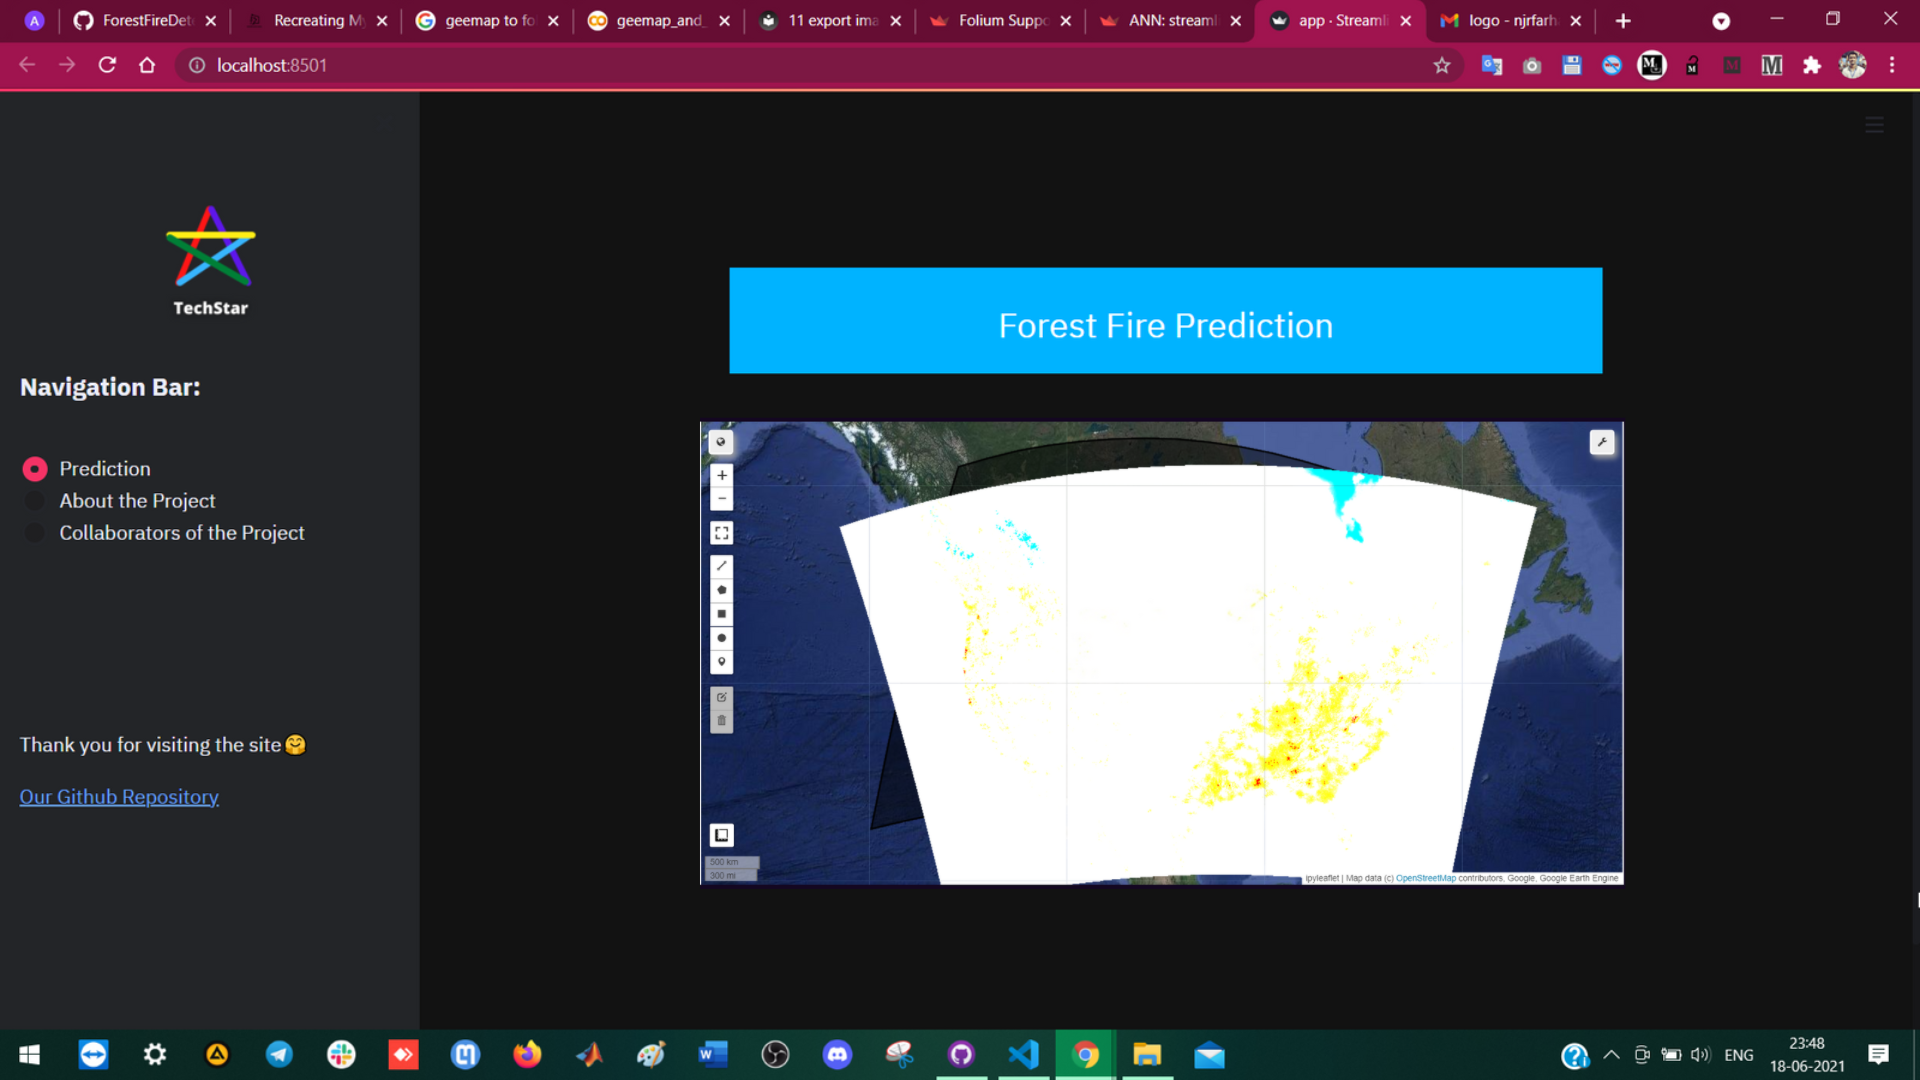 A
ForestFireDet
Recreating M
geemap to fo
geemap_and_
11 export ima
Folium Suppo
ANN: streaml
app · Streamli
logo - njrfarh
localhost:8501
TechStar
Navigation Bar:
Prediction
About the Project
Collaborators of the Project
Thank you for visiting the site
Our Github Repository
Forest Fire Prediction
+
−
500 km
300 mi
ipyleaflet | Map data (c) OpenStreetMap contributors, Google, Google Earth Engine
ENG
23:48
18-06-2021